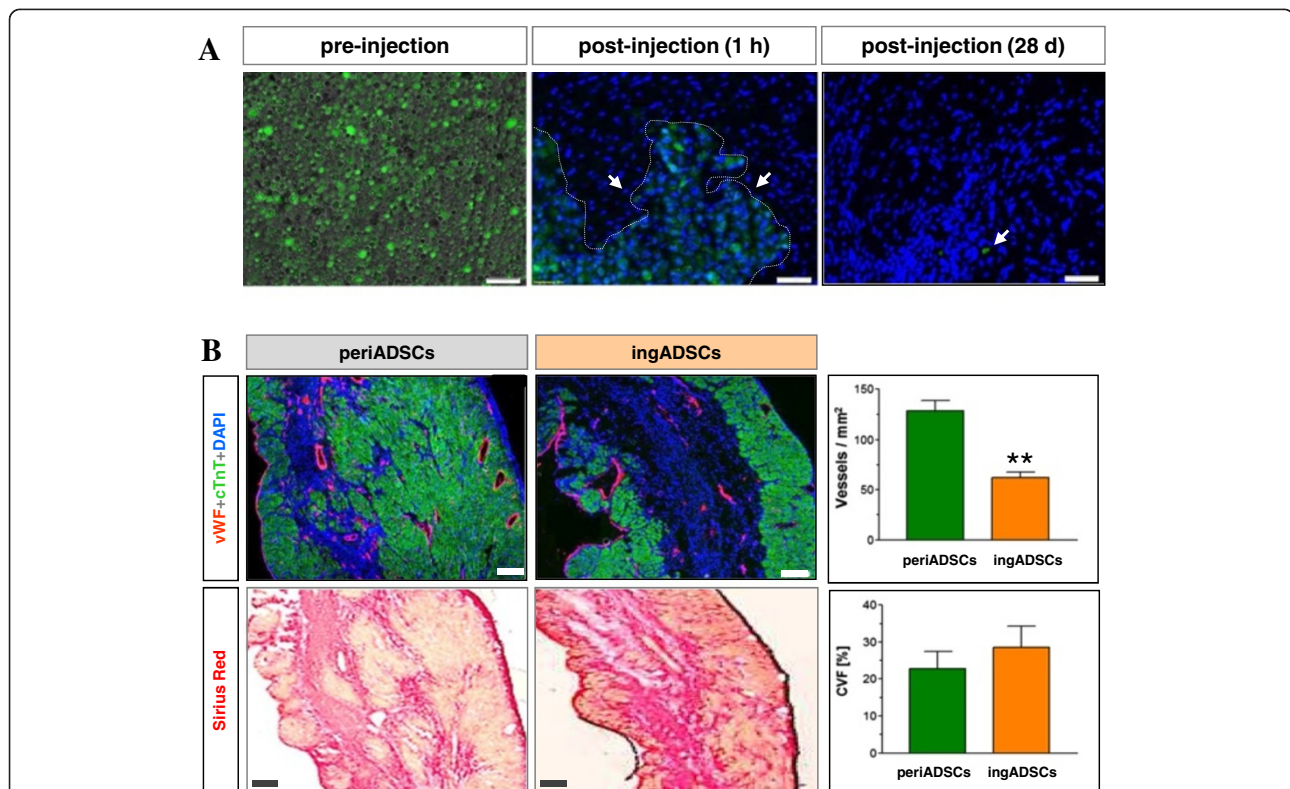 A
pre-injection
post-injection (1 h)
post-injection (28 d)
B
periADSCs
ingADSCs
vWF+cTnT+DAPI
150
100
50
0
Vessels / mm²
**
periADSCs
ingADSCs
Sirius Red
40
30
20
10
0
CVF [%]
periADSCs
ingADSCs